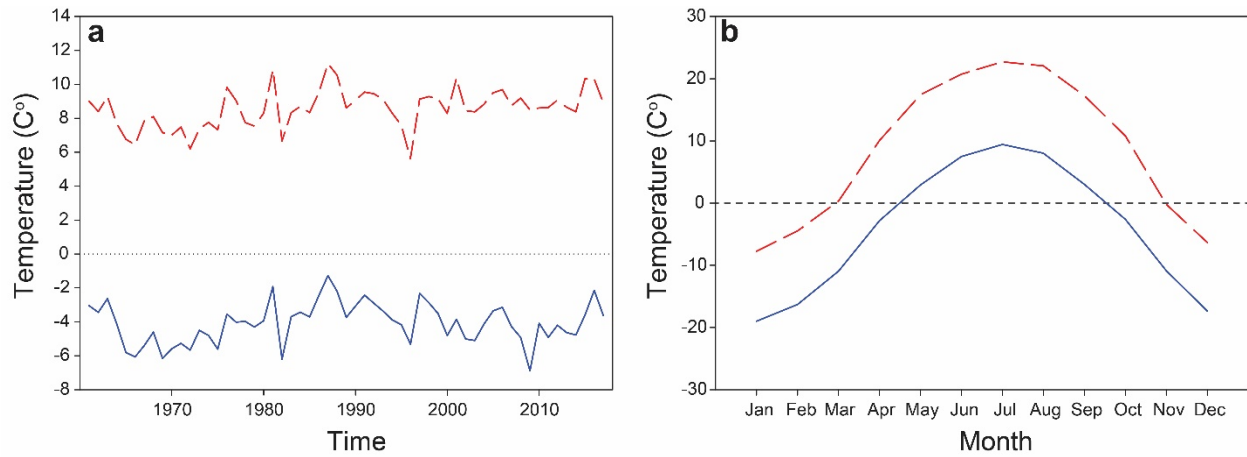 a
14
12
10
8
6
4
2
0
-2
-4
-6
-8
Temperature (Cº)
1970 1980 1990 2000 2010
Time
b
30
20
10
0
-10
-20
-30
Temperature (Cº)
Jan Feb Mar Apr May Jun Jul Aug Sep Oct Nov Dec
Month